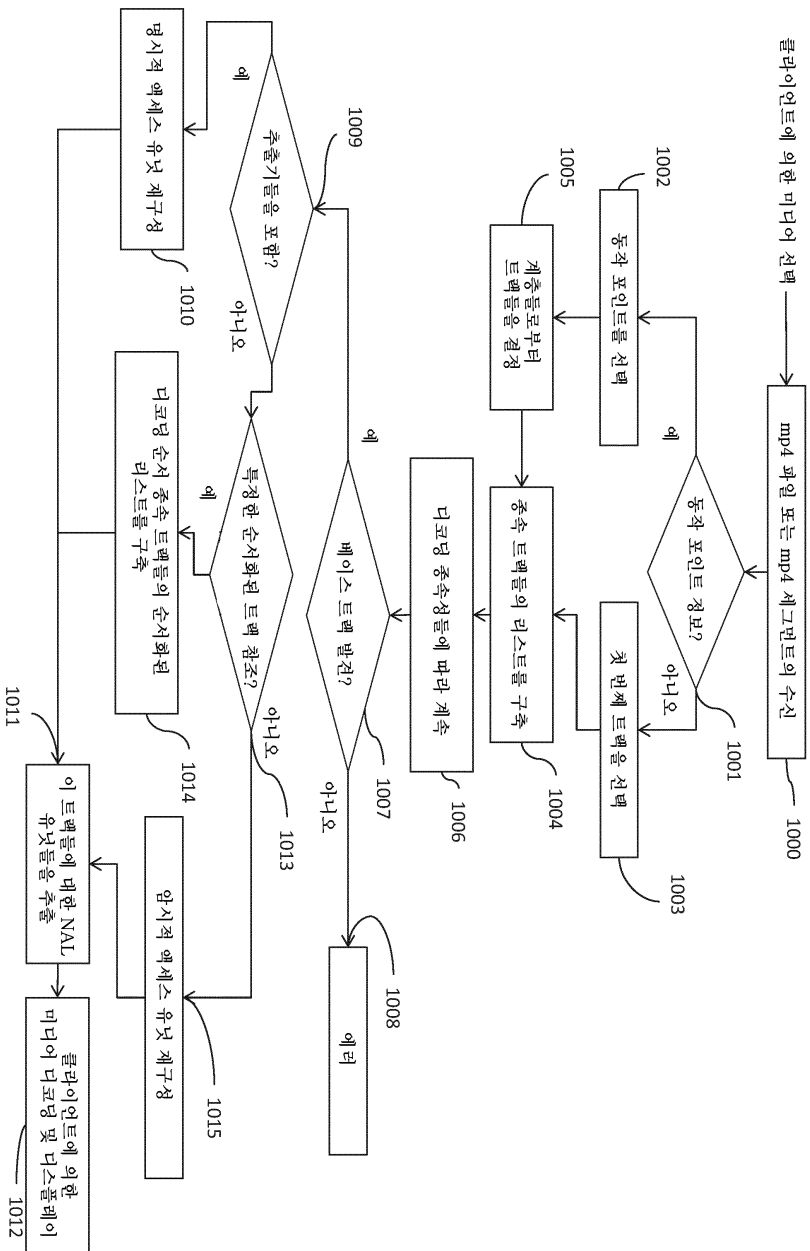 클라이언트에 의한 미디어 선택
mp4 파일 또는 mp4 세그먼트의 수신
1000
동작 포인트 정보?
1001
예
아니오
1002
동작 포인트를 선택
첫 번째 트랙을 선택
1003
1005
계층들로부터
트랙들을 결정
종속 트랙들의 리스트를 구축
1004
디코딩 종속성들에 따라 계속
1006
베이스 트랙 발견?
1007
예
아니오
에러
1008
1009
추출기들을 포함?
예
아니오
특정한 순서화된 트랙 참조?
1013
예
아니오
명시적 액세스 유닛 재구성
1010
디코딩 순서 종속 트랙들의 순서화된
리스트를 구축
1014
암시적 액세스 유닛 재구성
1015
1011
이 트랙들에 대한 NAL
유닛들을 추출
클라이언트에 의한
미디어 디코딩 및 디스플레이
1012